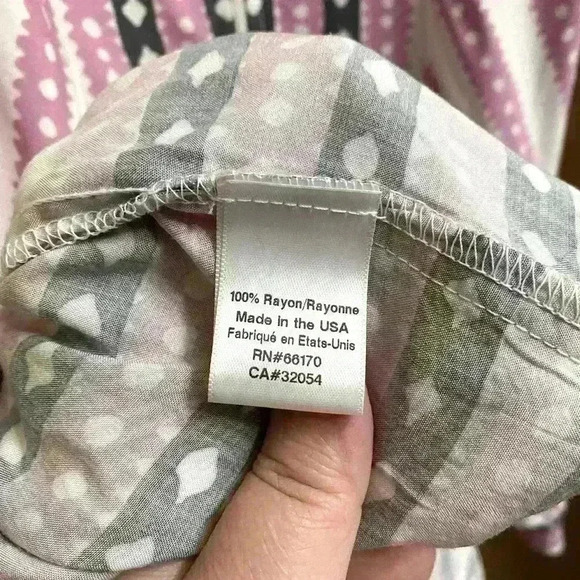 100% Rayon/Rayonne
Made in the USA
Fabriqué en Etats-Unis
RN#66170
CA#32054